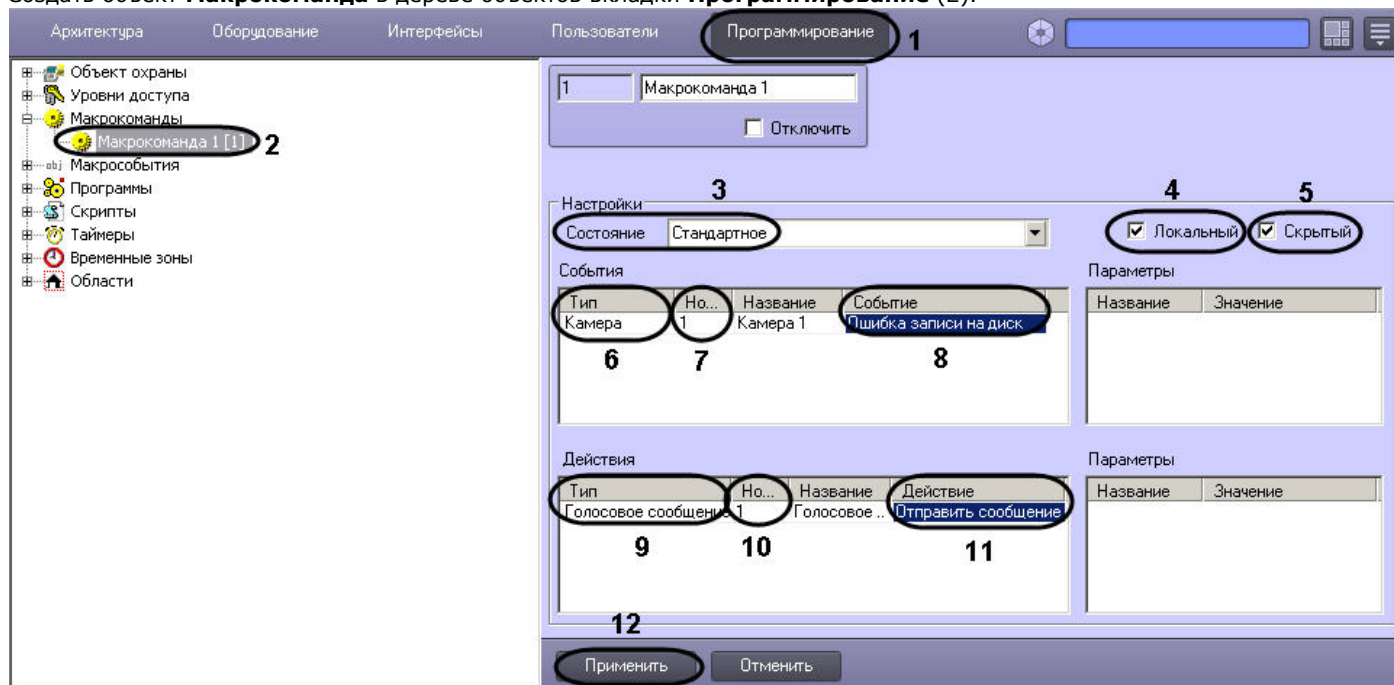 Создать объект Макрокоманда в дереве объектов вкладки Программирование (2).
Архитектура Оборудование Интерфейсы Пользователи Программирование 1
Объект охраны
Уровни доступа
Макрокоманды
Макрокоманда 1 [1] 2
obj Макрособытия
Программы
Скрипты
Таймеры
Временные зоны
Области
1 Макрокоманда 1
Отключить
3 4 5
Настройки
Состояние Стандартное Локальный Скрытый
События Параметры
Тип Но... Название Событие Название Значение
Камера 1 Камера 1 Ошибка записи на диск
6 7 8
Действия Параметры
Тип Но... Название Действие Название Значение
Голосовое сообщение 1 Голосовое .. Отправить сообщение
9 10 11
12
Применить Отменить